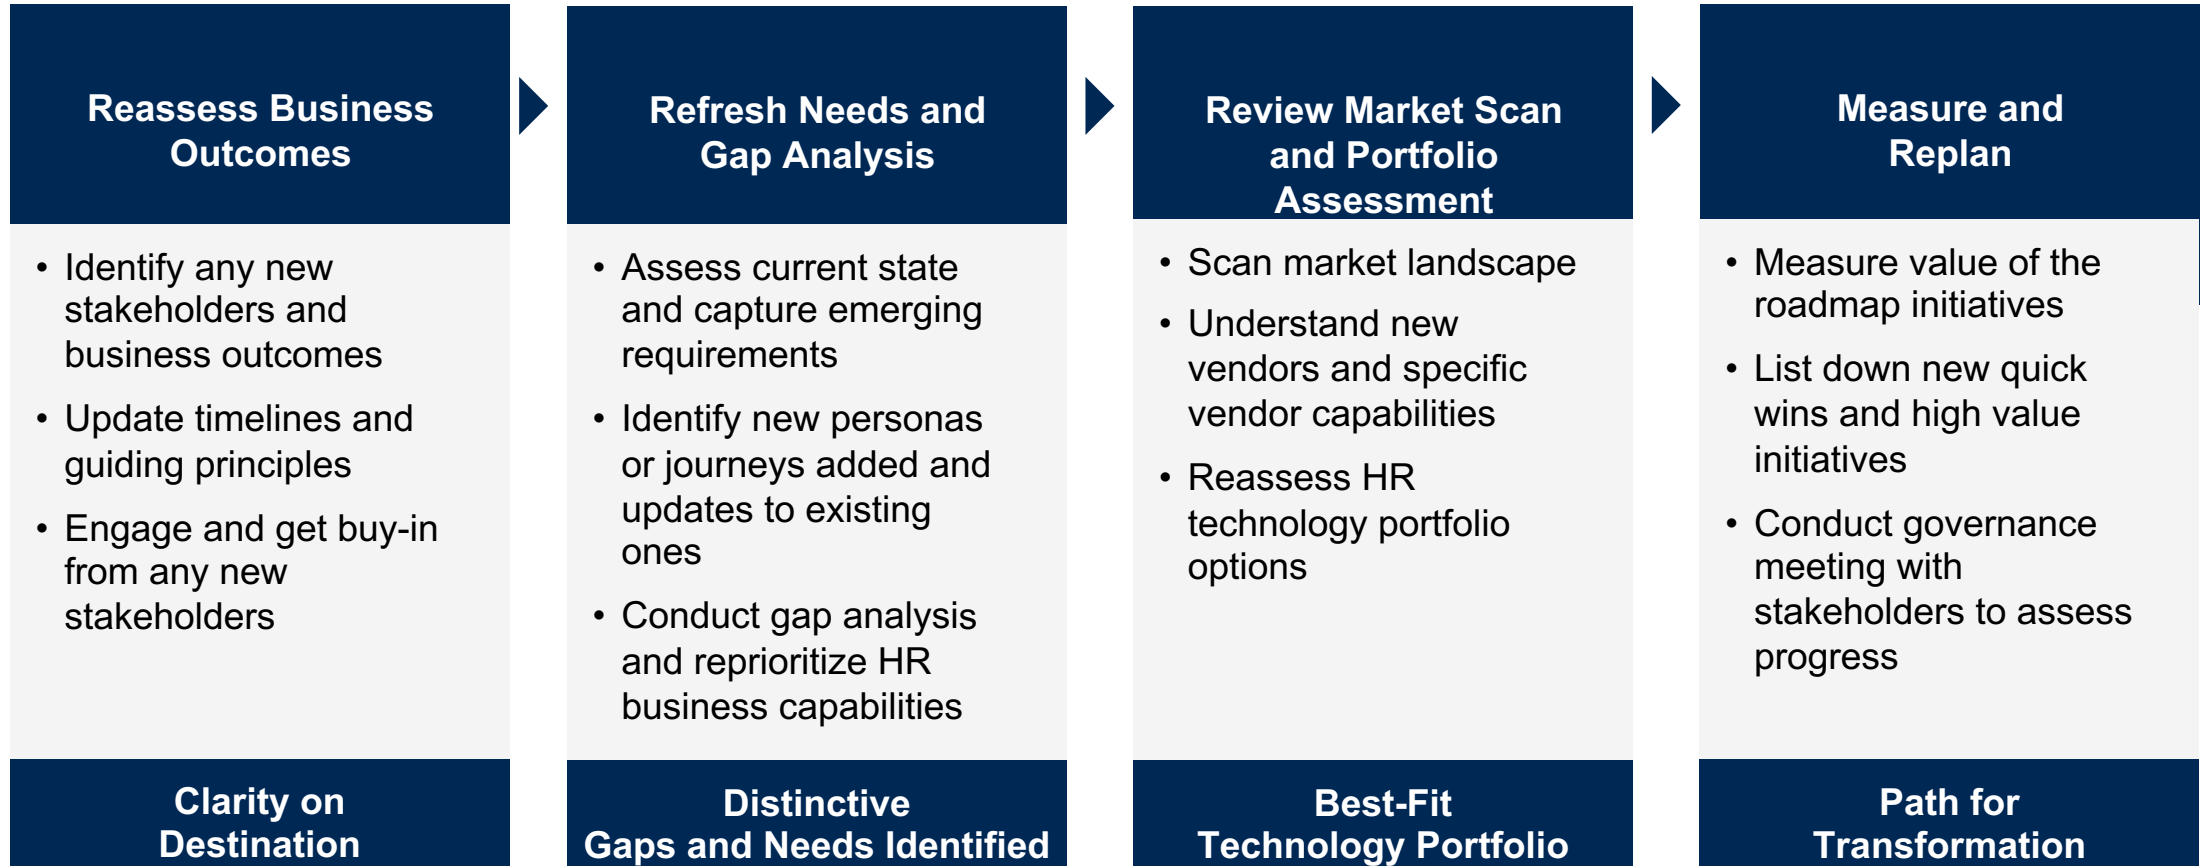 Reassess Business
Outcomes
• Identify any new
stakeholders and
business outcomes
• Update timelines and
guiding principles
• Engage and get buy-in
from any new
stakeholders
Clarity on
Destination
Refresh Needs and
Gap Analysis
• Assess current state
and capture emerging
requirements
• Identify new personas
or journeys added and
updates to existing
ones
• Conduct gap analysis
and reprioritize HR
business capabilities
Distinctive
Gaps and Needs Identified
Review Market Scan
and Portfolio
Assessment
• Scan market landscape
• Understand new
vendors and specific
vendor capabilities
• Reassess HR
technology portfolio
options
Best-Fit
Technology Portfolio
Measure and
Replan
• Measure value of the
roadmap initiatives
• List down new quick
wins and high value
initiatives
• Conduct governance
meeting with
stakeholders to assess
progress
Path for
Transformation